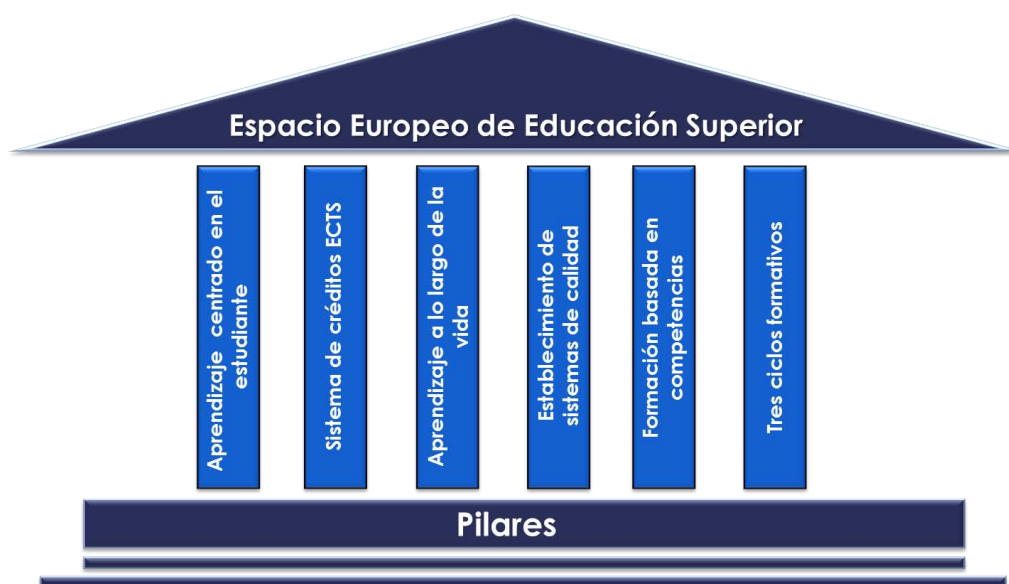 Espacio Europeo de Educación Superior
Aprendizaje centrado en el
estudiante
Sistema de créditos ECTS
Aprendizaje a lo largo de la
vida
Establecimiento de
sistemas de calidad
Formación basada en
competencias
Tres ciclos formativos
Pilares